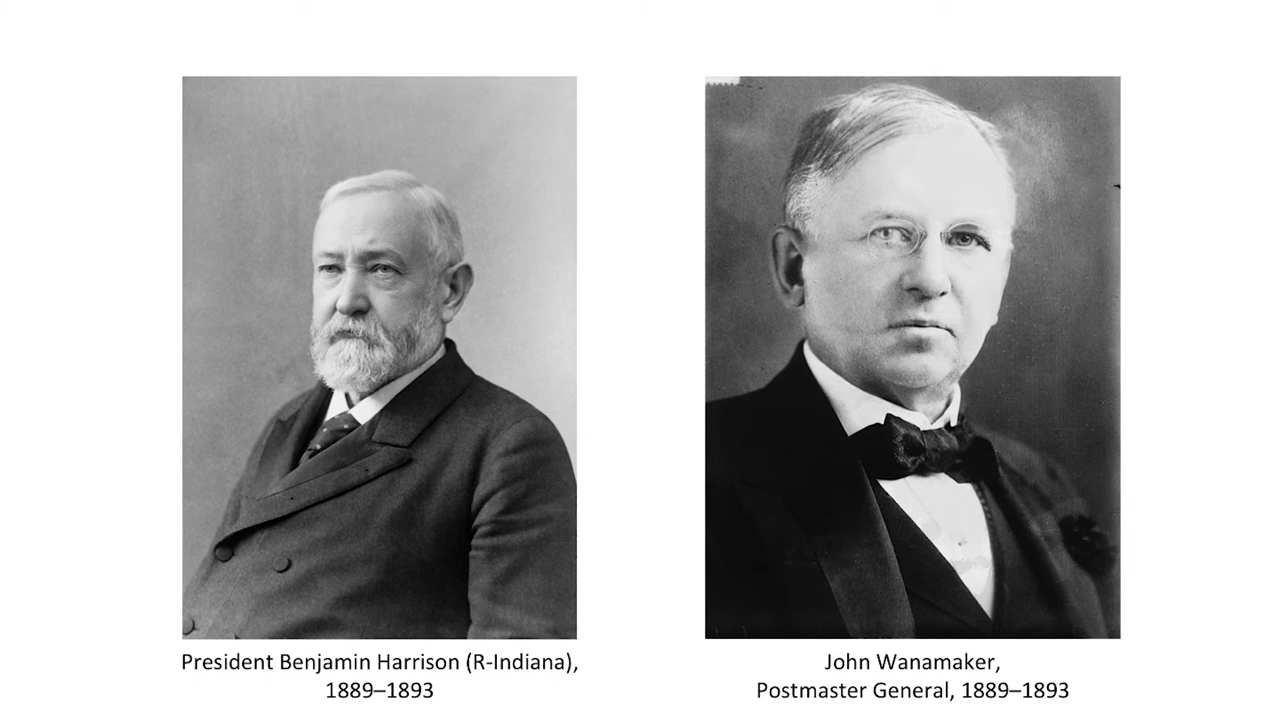 President Benjamin Harrison (R-Indiana),
1889–1893
John Wanamaker,
Postmaster General, 1889–1893